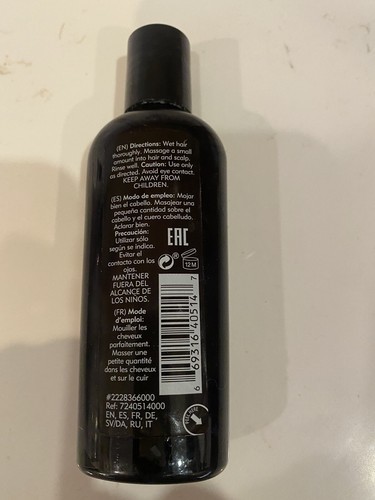 (EN) Directions: Wet hair
thoroughly. Massage a small
amount into hair and scalp.
Rinse well. Caution: Use only
as directed. Avoid eye contact.
KEEP AWAY FROM
CHILDREN.
(ES) Modo de empleo: Mojar
bien el cabello. Masajear una
pequeña cantidad sobre el
cabello y el cuero cabelludo.
Aclarar bien.
Precaución:
Utilizar sólo
según se indica.
Evitar el
contacto con los
ojos.
MANTENER
FUERA DEL
ALCANCE DE
LOS NINOS.
(FR) Mode
d'emploi:
Mouiller les
cheveux
parfaitement.
Masser une
petite quantité
dans les cheveux
et sur le cuir
#2228366000
Ref: 7240514000
EN, ES, FR, DE,
SV/DA, RU, IT
EAC
®
12M
6 69316 40514 7